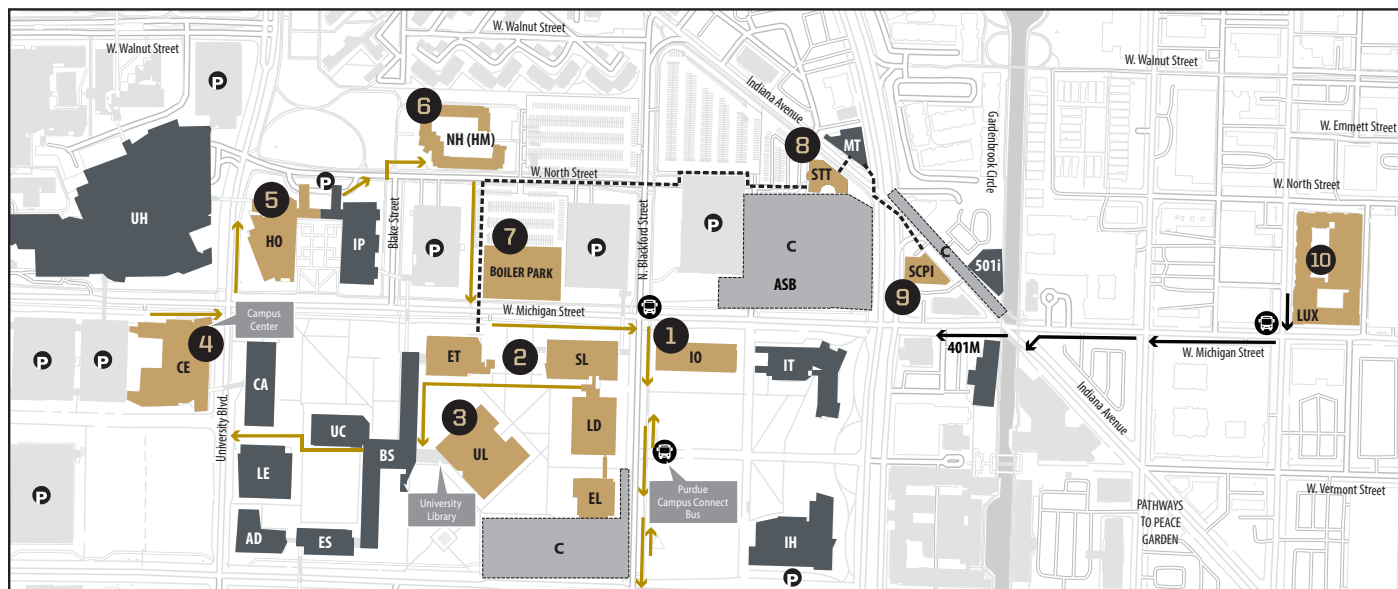 W. Walnut Street
W. Walnut Street
W. Walnut Street
P
Indiana Avenue
6
NH (HM)
8
MT
STT
Gardenbrook Circle
W. Emmett Street
W. North Street
W. North Street
P
5
HO
UH
IP
Blake Street
P
7
BOILER PARK
P
N. Blackford Street
P
C
ASB
C
501i
SCPI
9
10
LUX
W. Michigan Street
Campus
Center
4
CE
P
P
University Blvd.
CA
ET
2
SL
1
IO
IT
401M
W. Michigan Street
Indiana Avenue
3
UL
LD
UC
BS
LE
University
Library
EL
Purdue
Campus Connect
Bus
P
W. Vermont Street
PATHWAYS
TO PEACE
GARDEN
AD
ES
C
IH
P